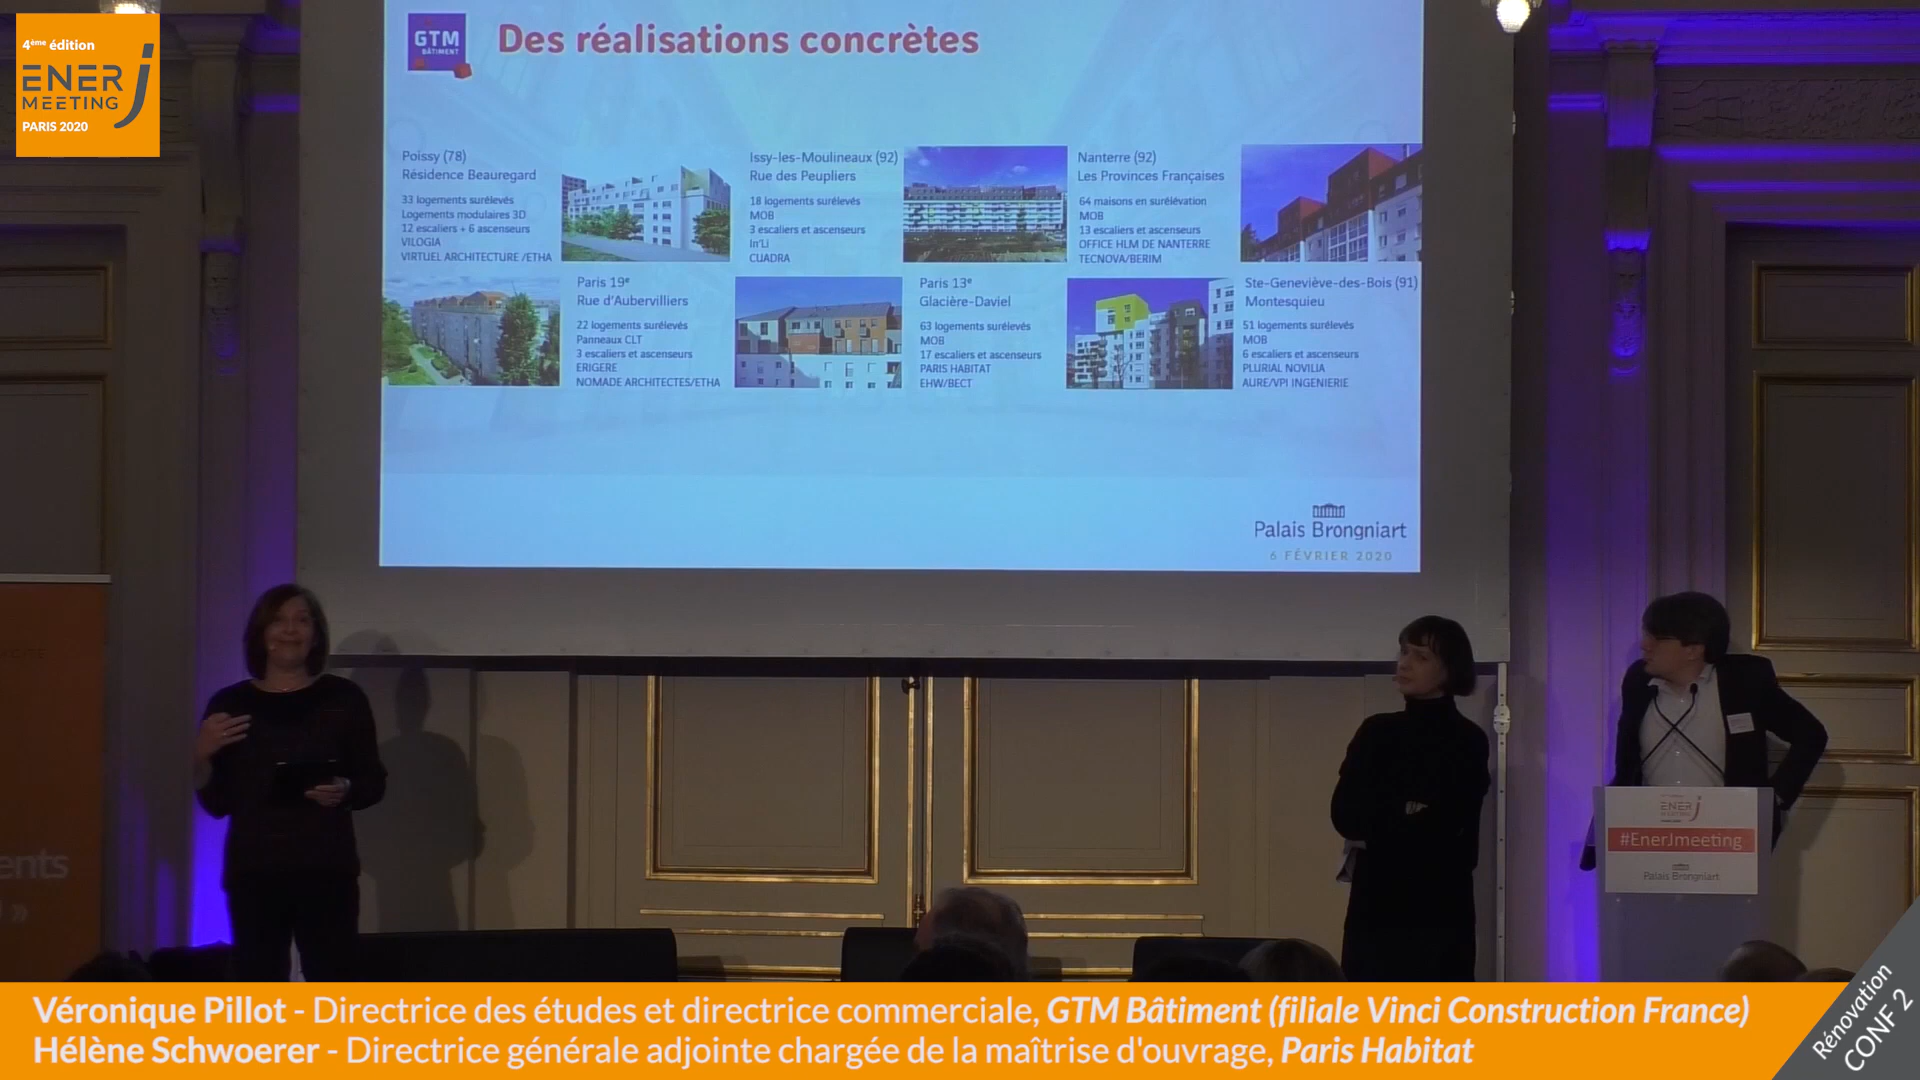 4ème édition
ENERJ
MEETING
PARIS 2020
GTM
BÂTIMENT
Des réalisations concrètes
Poissy (78)
Résidence Beauregard
33 logements surélevés
Logements modulaires 3D
12 escaliers + 6 ascenseurs
VILOGIA
VIRTUEL ARCHITECTURE /ETHA
Issy-les-Moulineaux (92)
Rue des Peupliers
18 logements surélevés
MOB
3 escaliers et ascenseurs
In'Li
CUADRA
Nanterre (92)
Les Provinces Françaises
64 maisons en surélévation
MOB
13 escaliers et ascenseurs
OFFICE HLM DE NANTERRE
TECNOVA/BERIM
Paris 19e
Rue d'Aubervilliers
22 logements surélevés
Panneaux CLT
3 escaliers et ascenseurs
ERIGERE
NOMADE ARCHITECTES/ETHA
Paris 13e
Glacière-Daviel
63 logements surélevés
MOB
17 escaliers et ascenseurs
PARIS HABITAT
EHW/BECT
Ste-Geneviève-des-Bois (91)
Montesquieu
51 logements surélevés
MOB
6 escaliers et ascenseurs
PLURIAL NOVILIA
AURE/VPI INGENIERIE
Palais Brongniart
6 FÉVRIER 2020
ents
»
ENERJ
#EnerJmeeting
Palais Brongniart
Véronique Pillot - Directrice des études et directrice commerciale, GTM Bâtiment (filiale Vinci Construction France)
Hélène Schwoerer - Directrice générale adjointe chargée de la maîtrise d'ouvrage, Paris Habitat
Rénovation
CONF 2